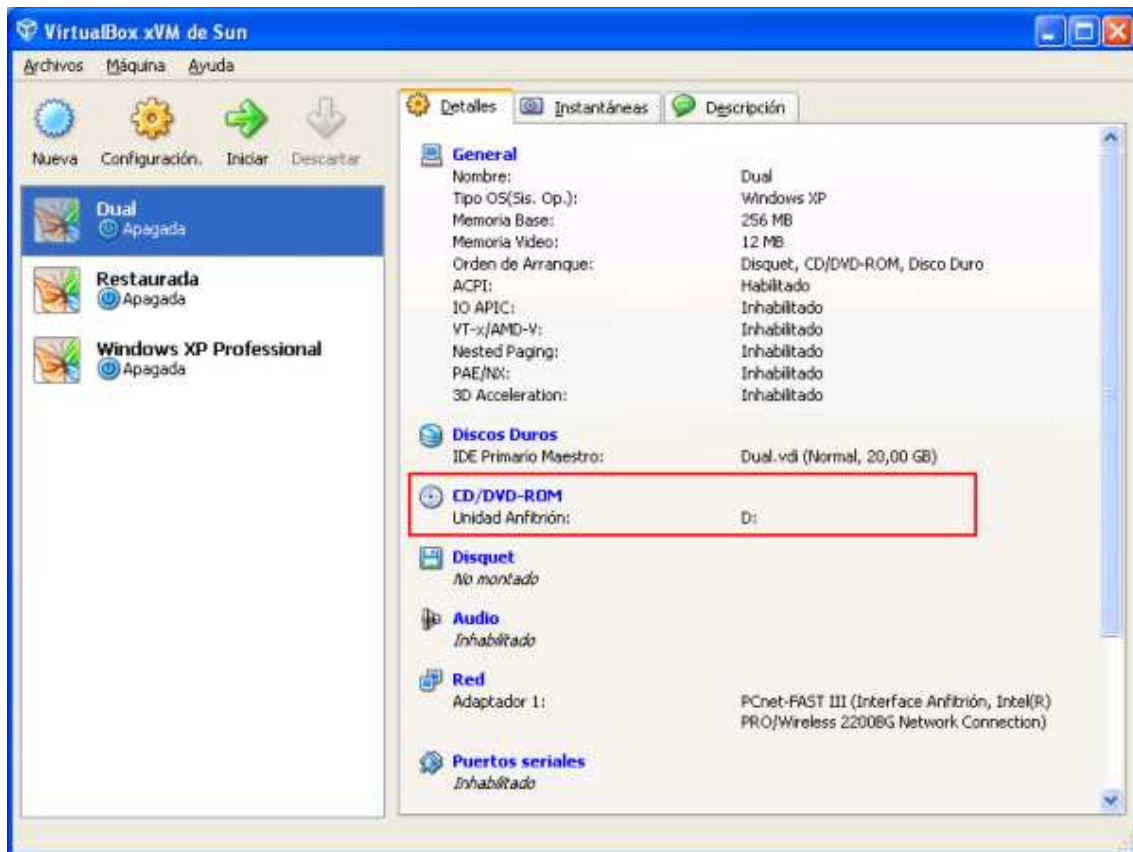 VirtualBox xVM de Sun
Archivos Máquina Ayuda
Nueva Configuración. Iniciar Descartar
Dual
Apagada
Restaurada
Apagada
Windows XP Professional
Apagada
Detalles Instantáneas Descripción
General
Nombre: Dual
Tipo OS(Sis. Op.): Windows XP
Memoria Base: 256 MB
Memoria Video: 12 MB
Orden de Arranque: Disquet, CD/DVD-ROM, Disco Duro
ACPI: Habilitado
IO APIC: Inhabilitado
VT-x/AMD-V: Inhabilitado
Nested Paging: Inhabilitado
PAE/NX: Inhabilitado
3D Acceleration: Inhabilitado
Discos Duros
IDE Primario Maestro: Dual.vdi (Normal, 20,00 GB)
CD/DVD-ROM
Unidad Anfitrión: D:
Disquet
No montado
Audio
Inhabilitado
Red
Adaptador 1: PCnet-FAST III (Interface Anfitrión, Intel(R)
PRO/Wireless 2200BG Network Connection)
Puertos seriales
Inhabilitado